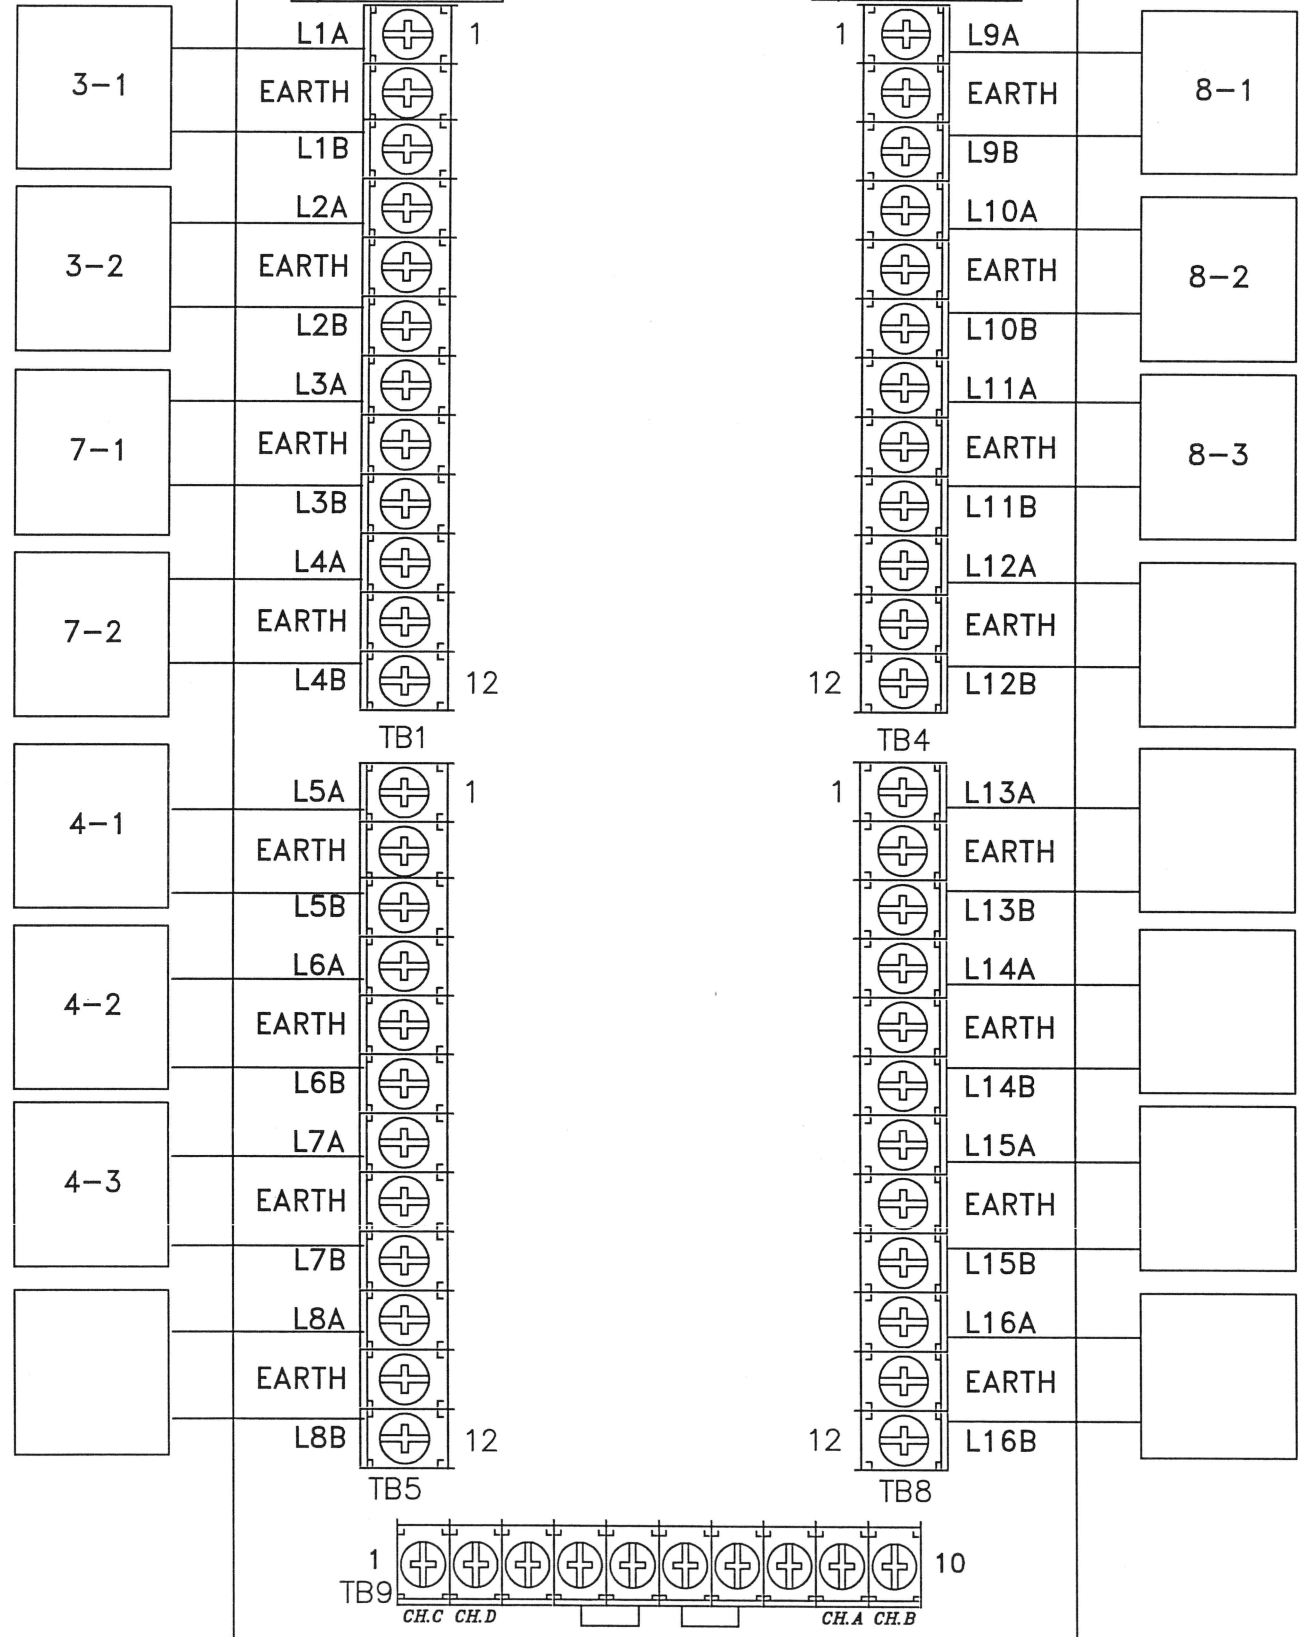 L1A 1 1 L9A
3-1 EARTH EARTH 8-1
L1B L9B
L2A L10A
3-2 EARTH EARTH 8-2
L2B L10B
L3A L11A
7-1 EARTH EARTH 8-3
L3B L11B
L4A L12A
7-2 EARTH EARTH
L4B 12 12 L12B
TB1 TB4
L5A 1 1 L13A
4-1 EARTH EARTH
L5B L13B
L6A L14A
4-2 EARTH EARTH
L6B L14B
L7A L15A
4-3 EARTH EARTH
L7B L15B
L8A L16A
EARTH EARTH
L8B 12 12 L16B
TB5 TB8
1 10
TB9
CH.C CH.D CH.A CH.B